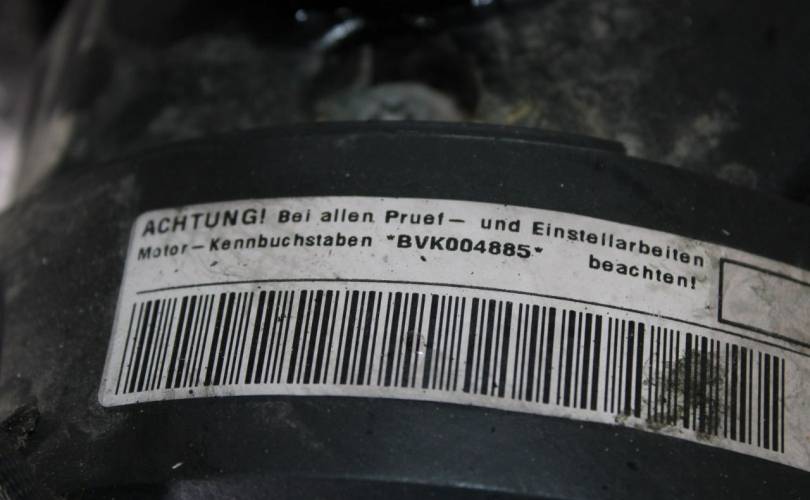 ACHTUNG! Bei allen Pruef- und Einstellarbeiten
Motor-Kennbuchstaben *BVK004885* beachten!